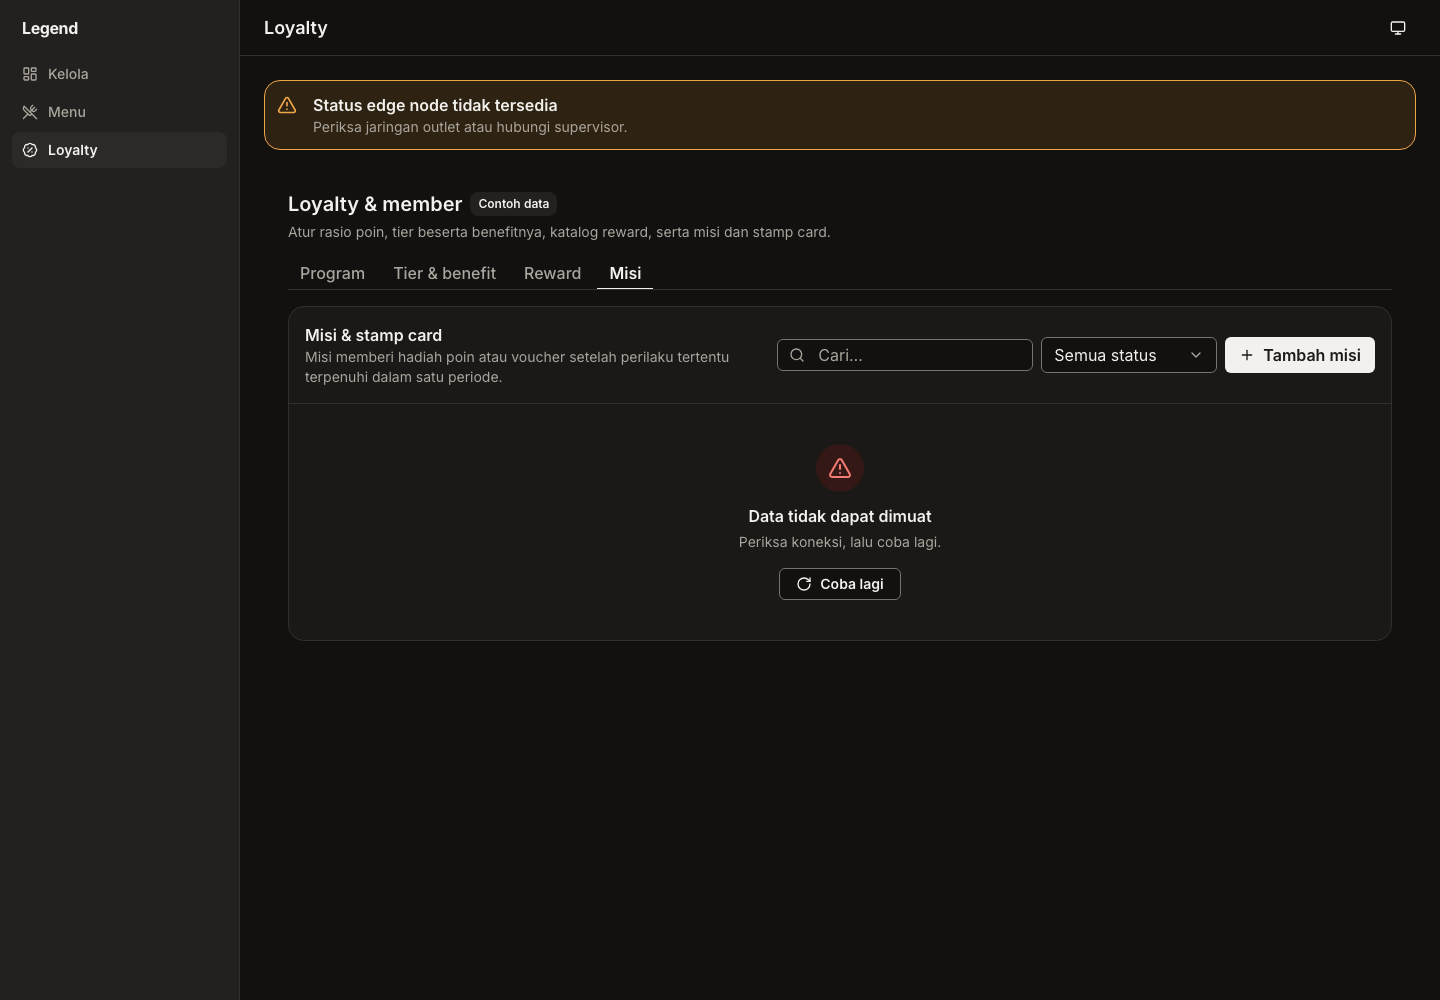 Legend
Kelola
Menu
Loyalty
Loyalty
Status edge node tidak tersedia
Periksa jaringan outlet atau hubungi supervisor.
Loyalty & member
Contoh data
Atur rasio poin, tier beserta benefitnya, katalog reward, serta misi dan stamp card.
Program
Tier & benefit
Reward
Misi
Misi & stamp card
Misi memberi hadiah poin atau voucher setelah perilaku tertentu
terpenuhi dalam satu periode.
Cari...
Semua status
Tambah misi
Data tidak dapat dimuat
Periksa koneksi, lalu coba lagi.
Coba lagi